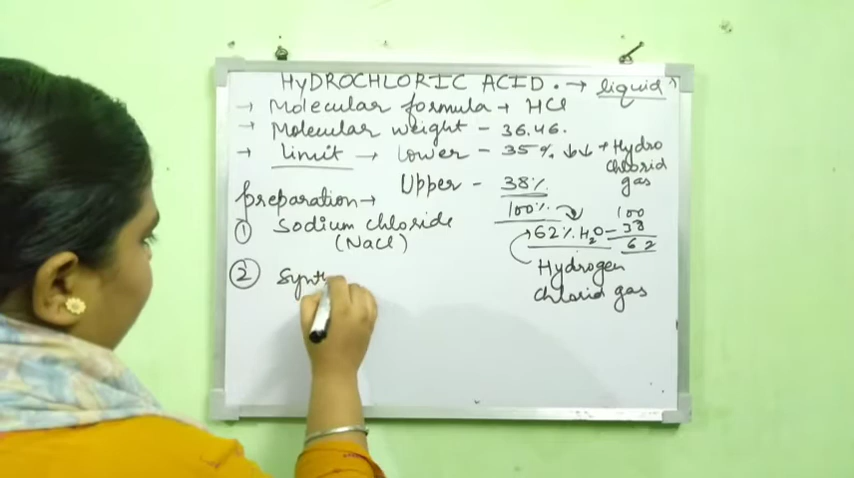 HYDROCHLORIC ACID. → liquid
→ Molecular formula → HCl
→ Molecular weight - 36.46.
→ Limit → Lower - 35%. ↓↓ → Hydro
chlorid
gas
Upper - 38%.
Preparation →
100%.
① Sodium chloride
(NaCl)
→ 62%. H₂O
100
- 38
62
Hydrogen
chlorid gas
② Synth